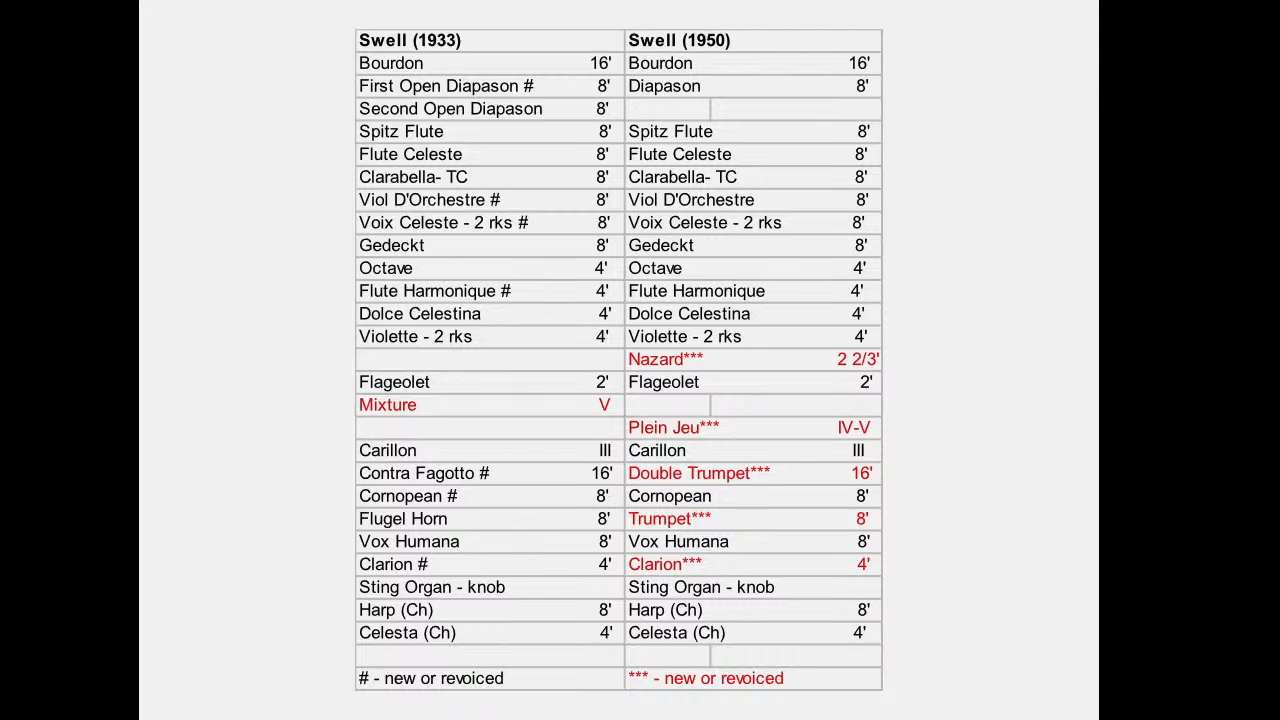 Swell (1933) Swell (1950)
Bourdon 16' Bourdon 16'
First Open Diapason # 8' Diapason 8'
Second Open Diapason 8'
Spitz Flute 8' Spitz Flute 8'
Flute Celeste 8' Flute Celeste 8'
Clarabella- TC 8' Clarabella- TC 8'
Viol D'Orchestre # 8' Viol D'Orchestre 8'
Voix Celeste - 2 rks # 8' Voix Celeste - 2 rks 8'
Gedeckt 8' Gedeckt 8'
Octave 4' Octave 4'
Flute Harmonique # 4' Flute Harmonique 4'
Dolce Celestina 4' Dolce Celestina 4'
Violette - 2 rks 4' Violette - 2 rks 4'
Nazard*** 2 2/3'
Flageolet 2' Flageolet 2'
Mixture V
Plein Jeu*** IV-V
Carillon III Carillon III
Contra Fagotto # 16' Double Trumpet*** 16'
Cornopean # 8' Cornopean 8'
Flugel Horn 8' Trumpet*** 8'
Vox Humana 8' Vox Humana 8'
Clarion # 4' Clarion*** 4'
Sting Organ - knob Sting Organ - knob
Harp (Ch) 8' Harp (Ch) 8'
Celesta (Ch) 4' Celesta (Ch) 4'
# - new or revoiced *** - new or revoiced